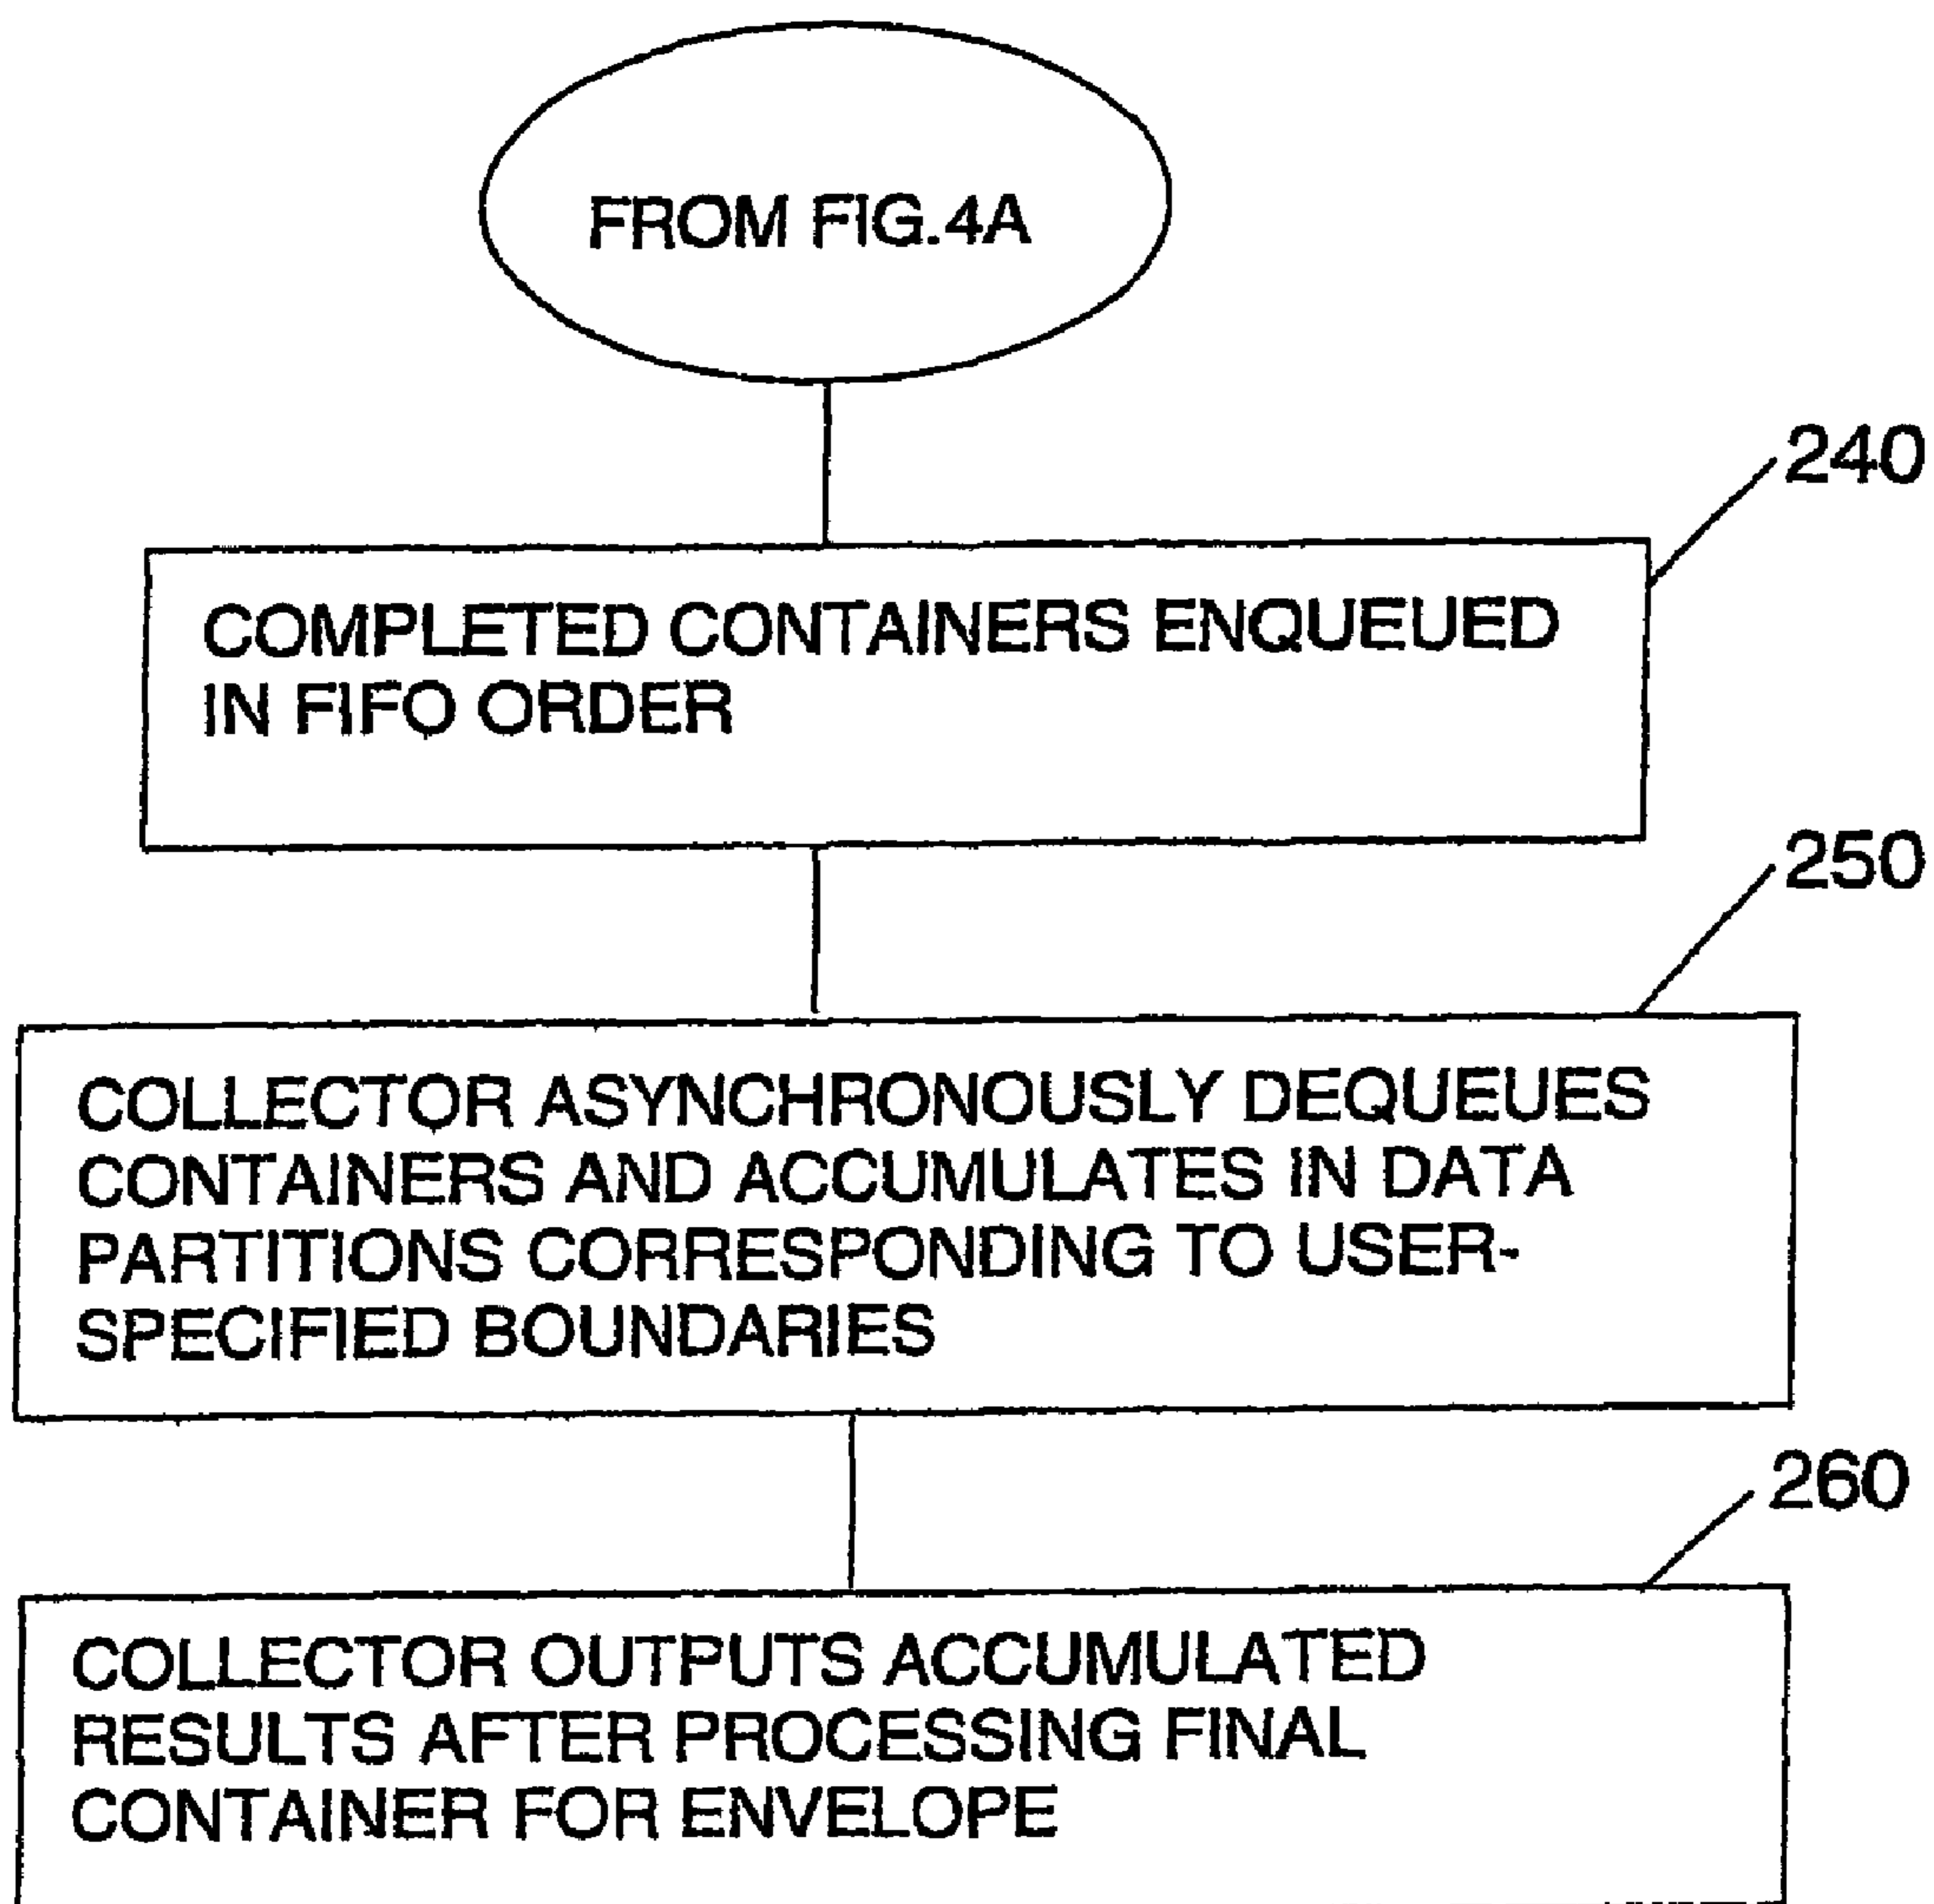 FROM FIG.4A
240
COMPLETED CONTAINERS ENQUEUED
IN FIFO ORDER
250
COLLECTOR ASYNCHRONOUSLY DEQUEUES
CONTAINERS AND ACCUMULATES IN DATA
PARTITIONS CORRESPONDING TO USER-
SPECIFIED BOUNDARIES
260
COLLECTOR OUTPUTS ACCUMULATED
RESULTS AFTER PROCESSING FINAL
CONTAINER FOR ENVELOPE